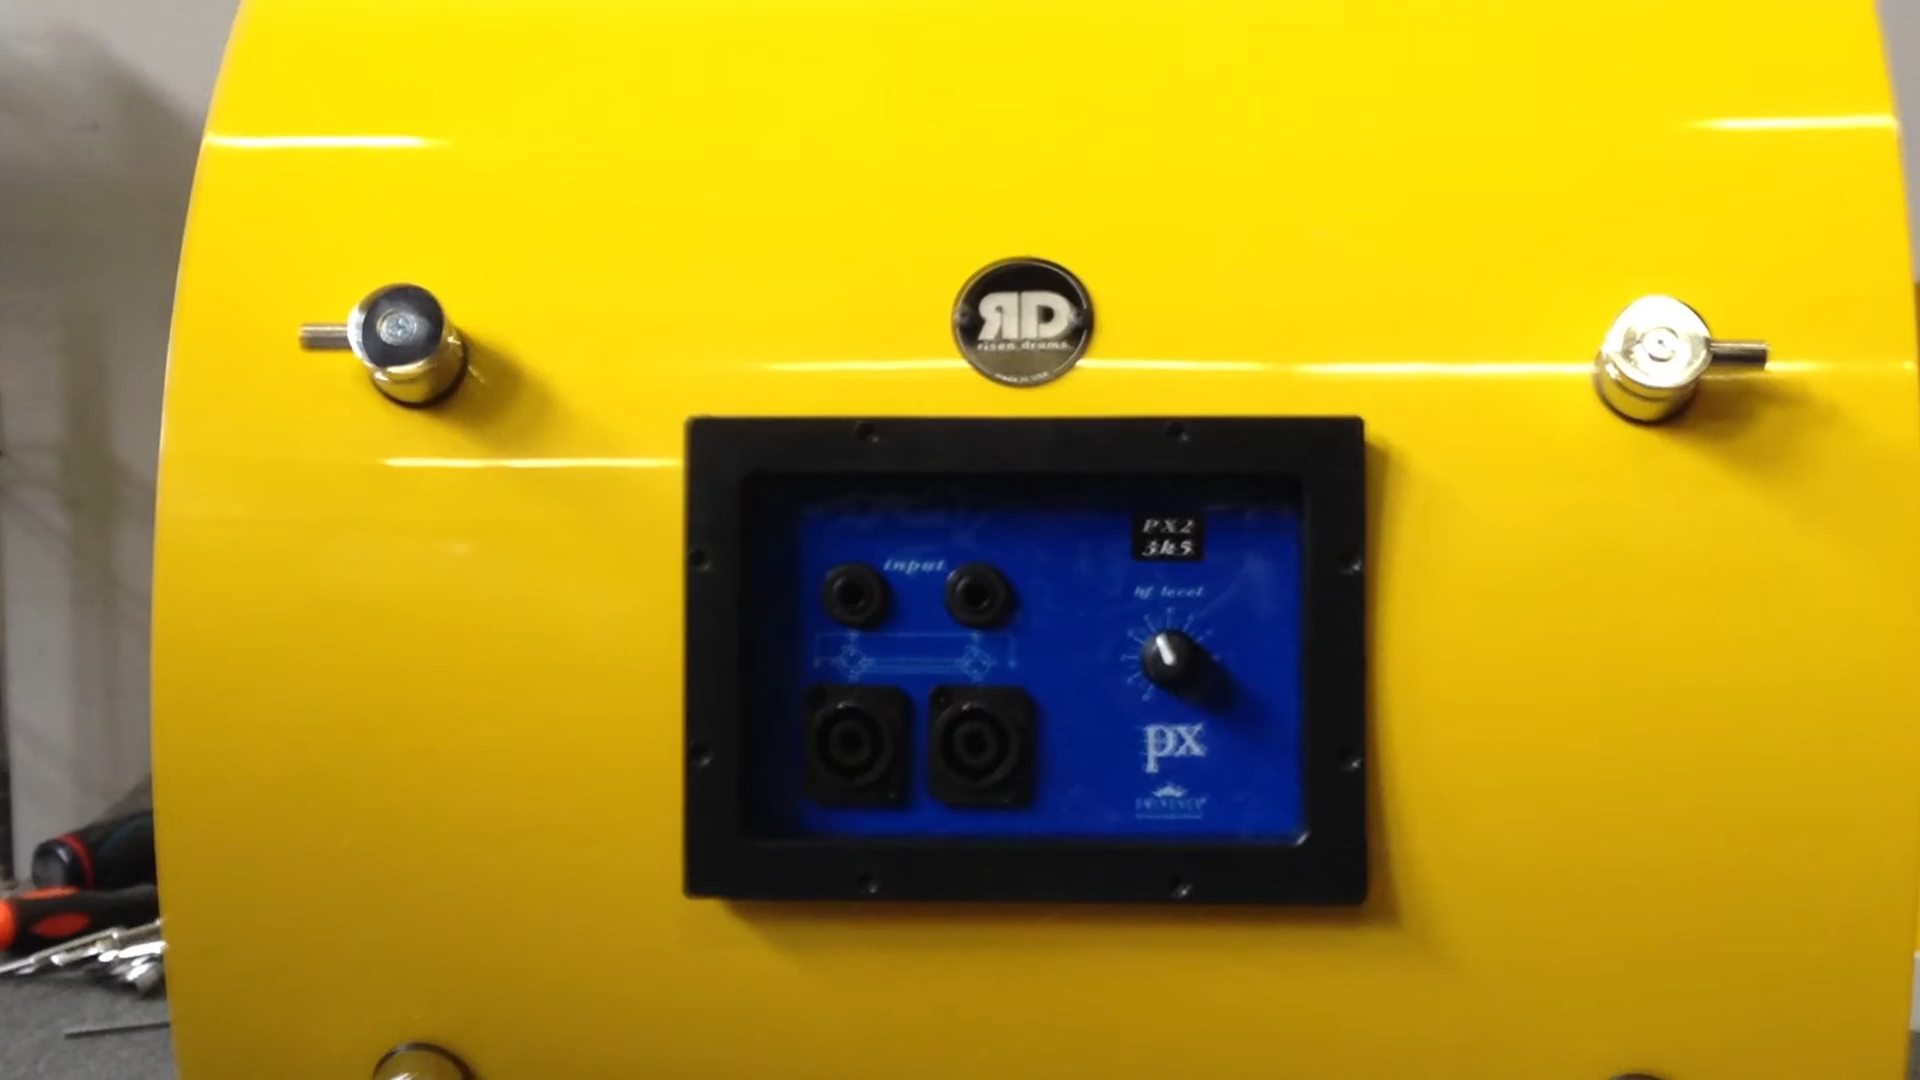 RD
risen drums
input
PX2
3k5
hf level
px
EMINENCE